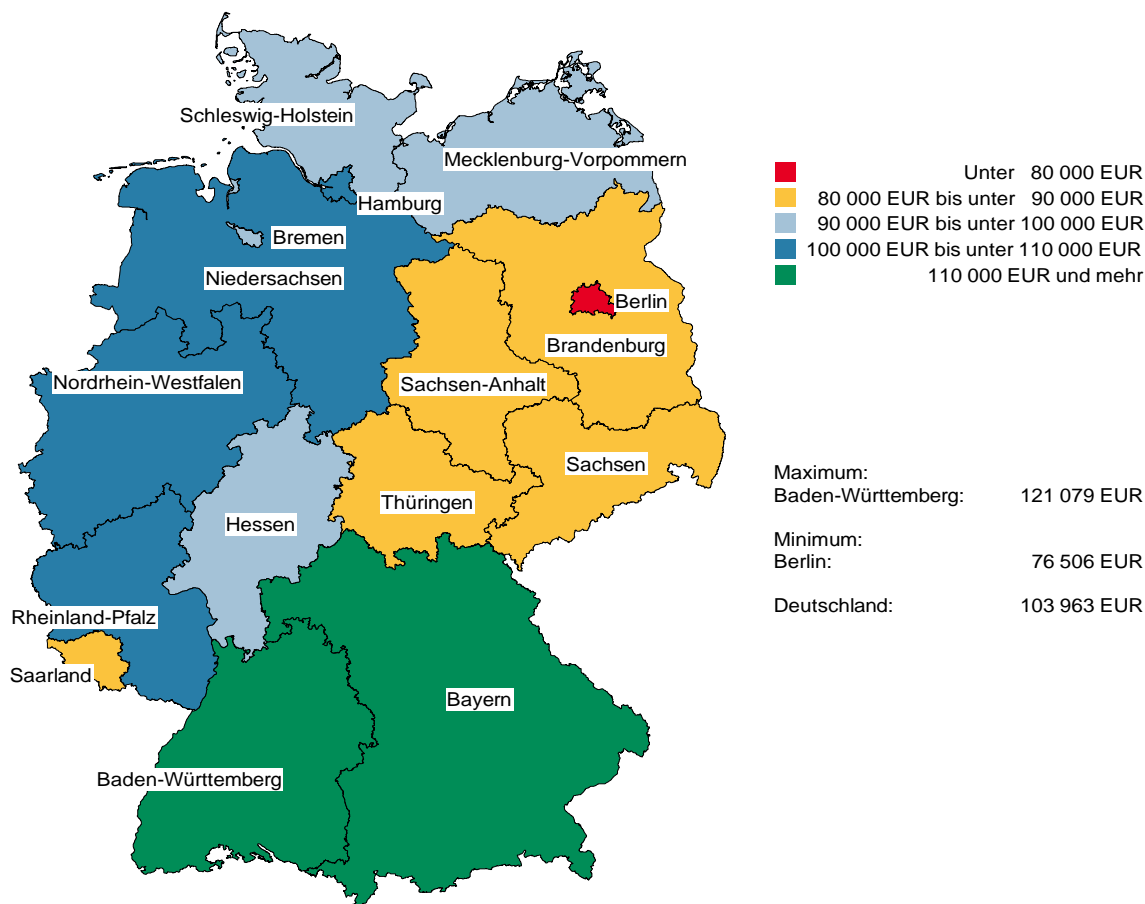 Schleswig-Holstein
Mecklenburg-Vorpommern
Hamburg
Bremen
Niedersachsen
Berlin
Brandenburg
Nordrhein-Westfalen
Sachsen-Anhalt
Sachsen
Thüringen
Hessen
Rheinland-Pfalz
Saarland
Bayern
Baden-Württemberg
Unter 80 000 EUR
80 000 EUR bis unter 90 000 EUR
90 000 EUR bis unter 100 000 EUR
100 000 EUR bis unter 110 000 EUR
110 000 EUR und mehr
Maximum:
Baden-Württemberg: 121 079 EUR
Minimum:
Berlin: 76 506 EUR
Deutschland: 103 963 EUR